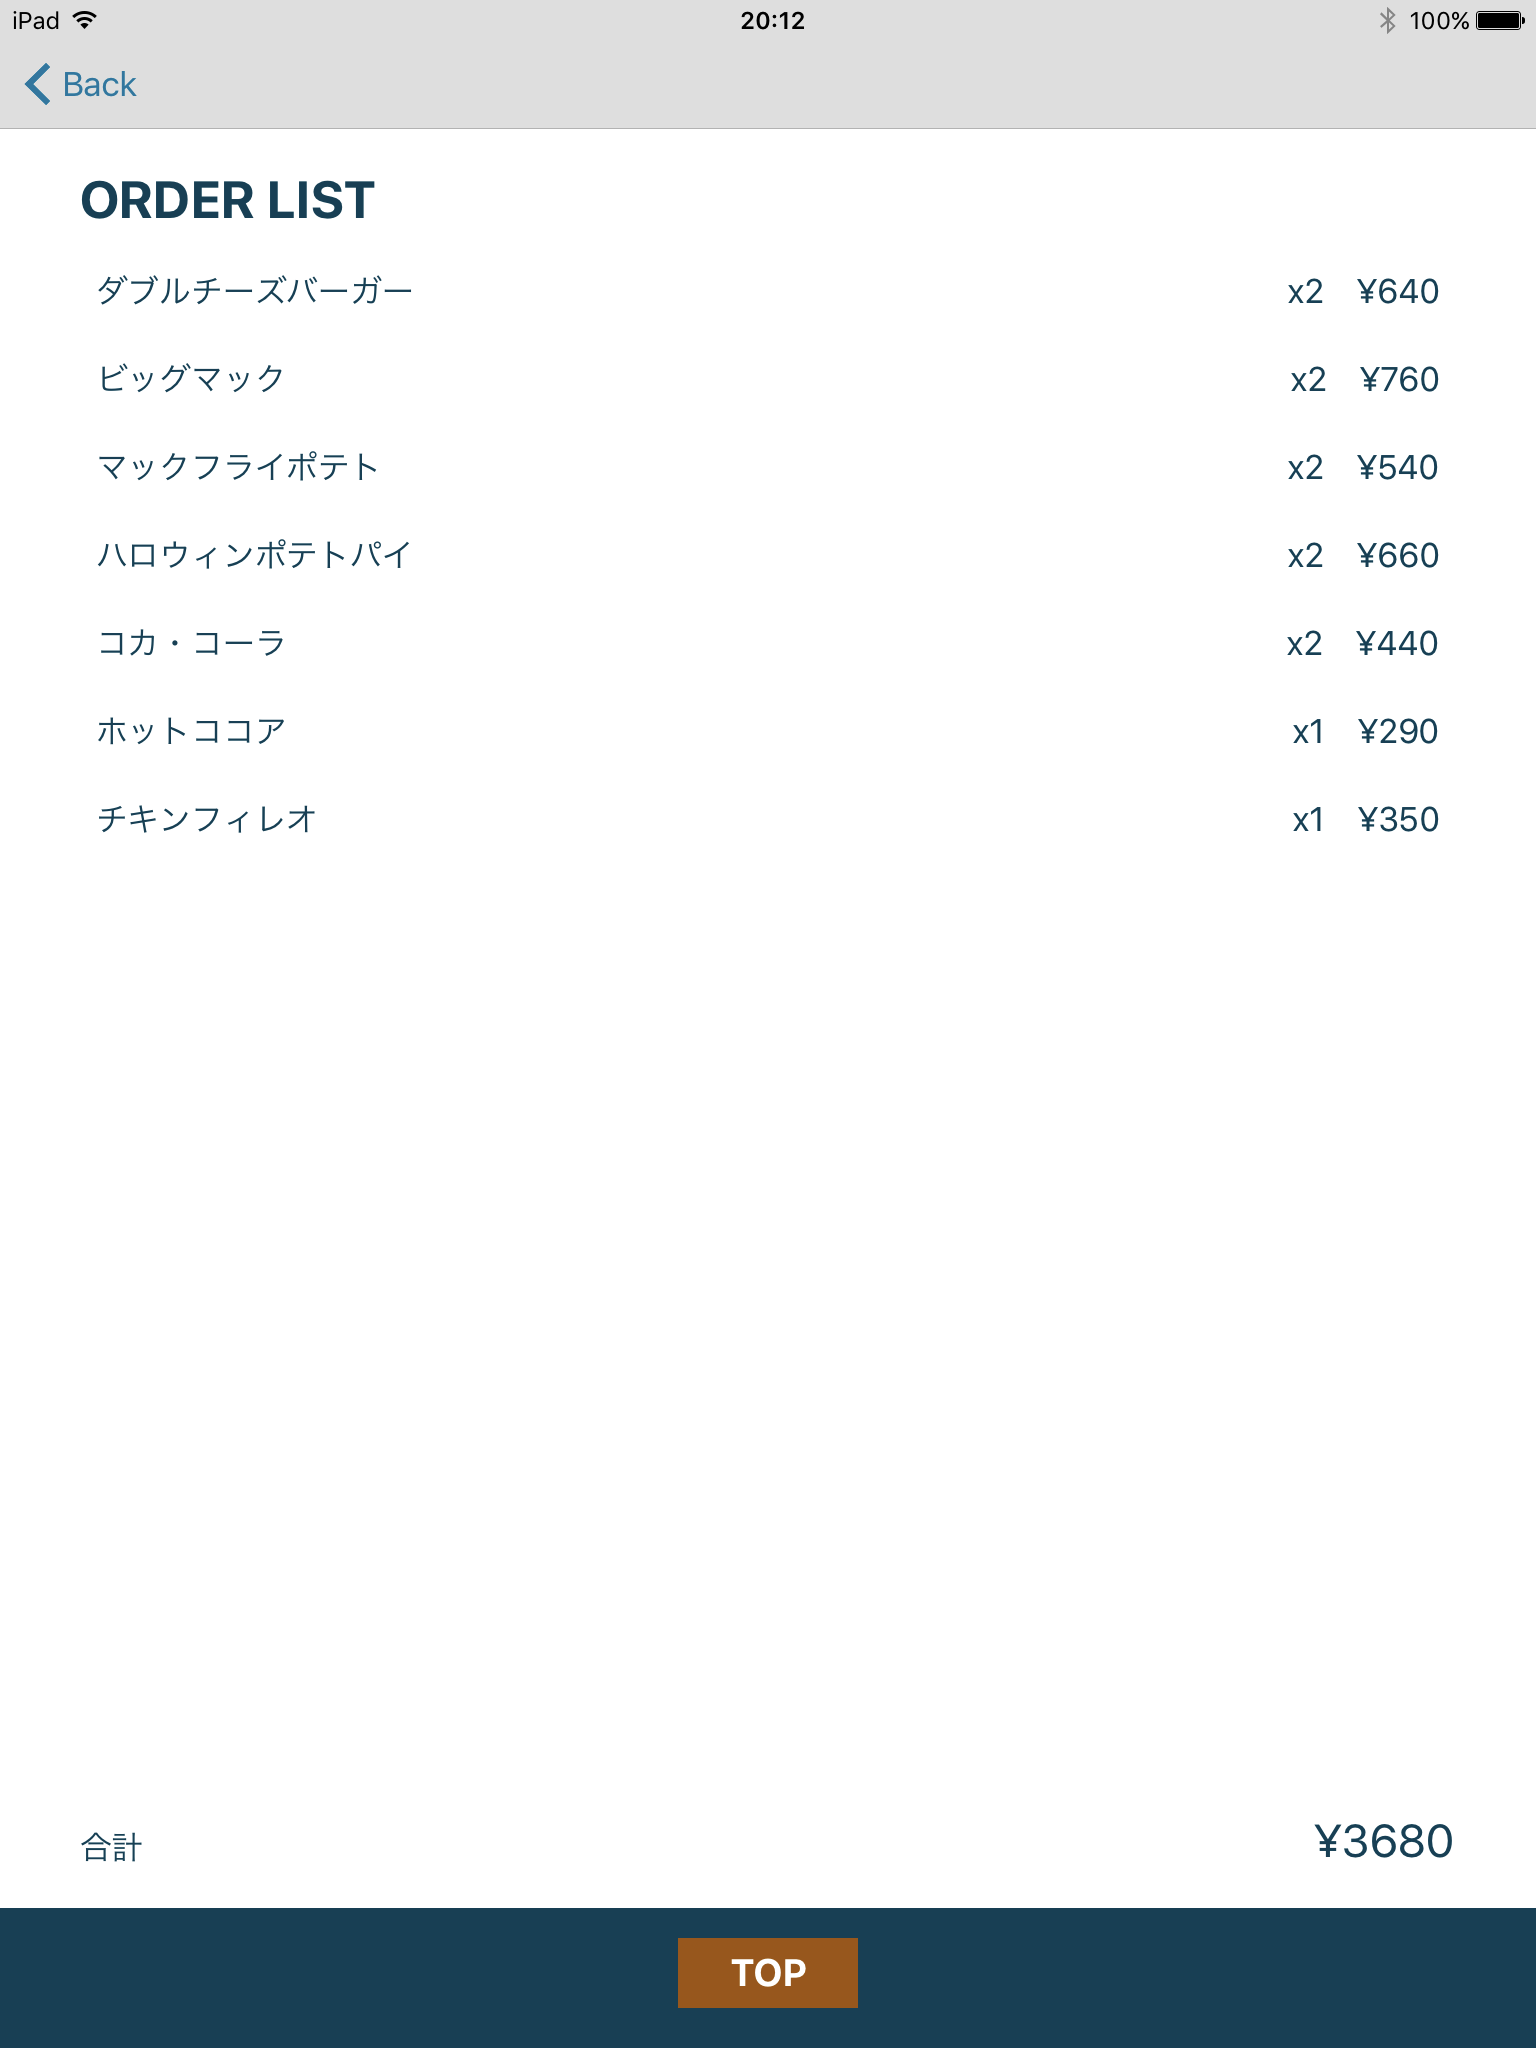 iPad 20:12 100%
Back
ORDER LIST
ダブルチーズバーガー x2 ¥640
ビッグマック x2 ¥760
マックフライポテト x2 ¥540
ハロウィンポテトパイ x2 ¥660
コカ・コーラ x2 ¥440
ホットココア x1 ¥290
チキンフィレオ x1 ¥350
合計 ¥3680
TOP